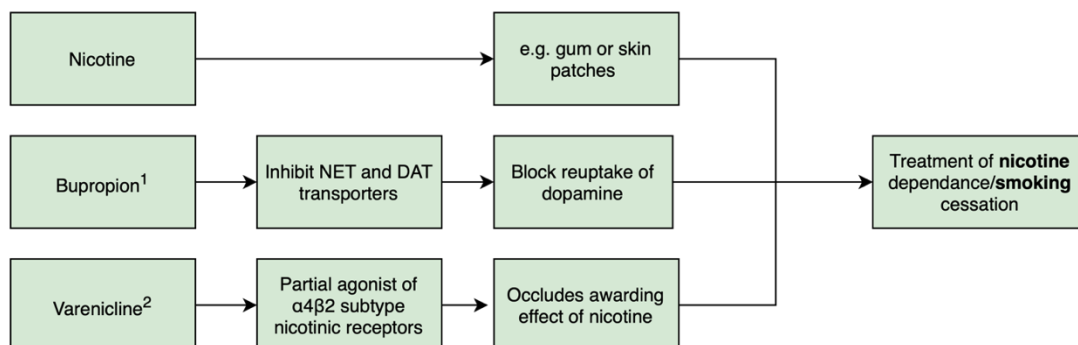 Nicotine
e.g. gum or skin
patches
Bupropion¹
Inhibit NET and DAT
transporters
Block reuptake of
dopamine
Treatment of nicotine
dependance/smoking
cessation
Varenicline²
Partial agonist of
α4β2 subtype
nicotinic receptors
Occludes awarding
effect of nicotine